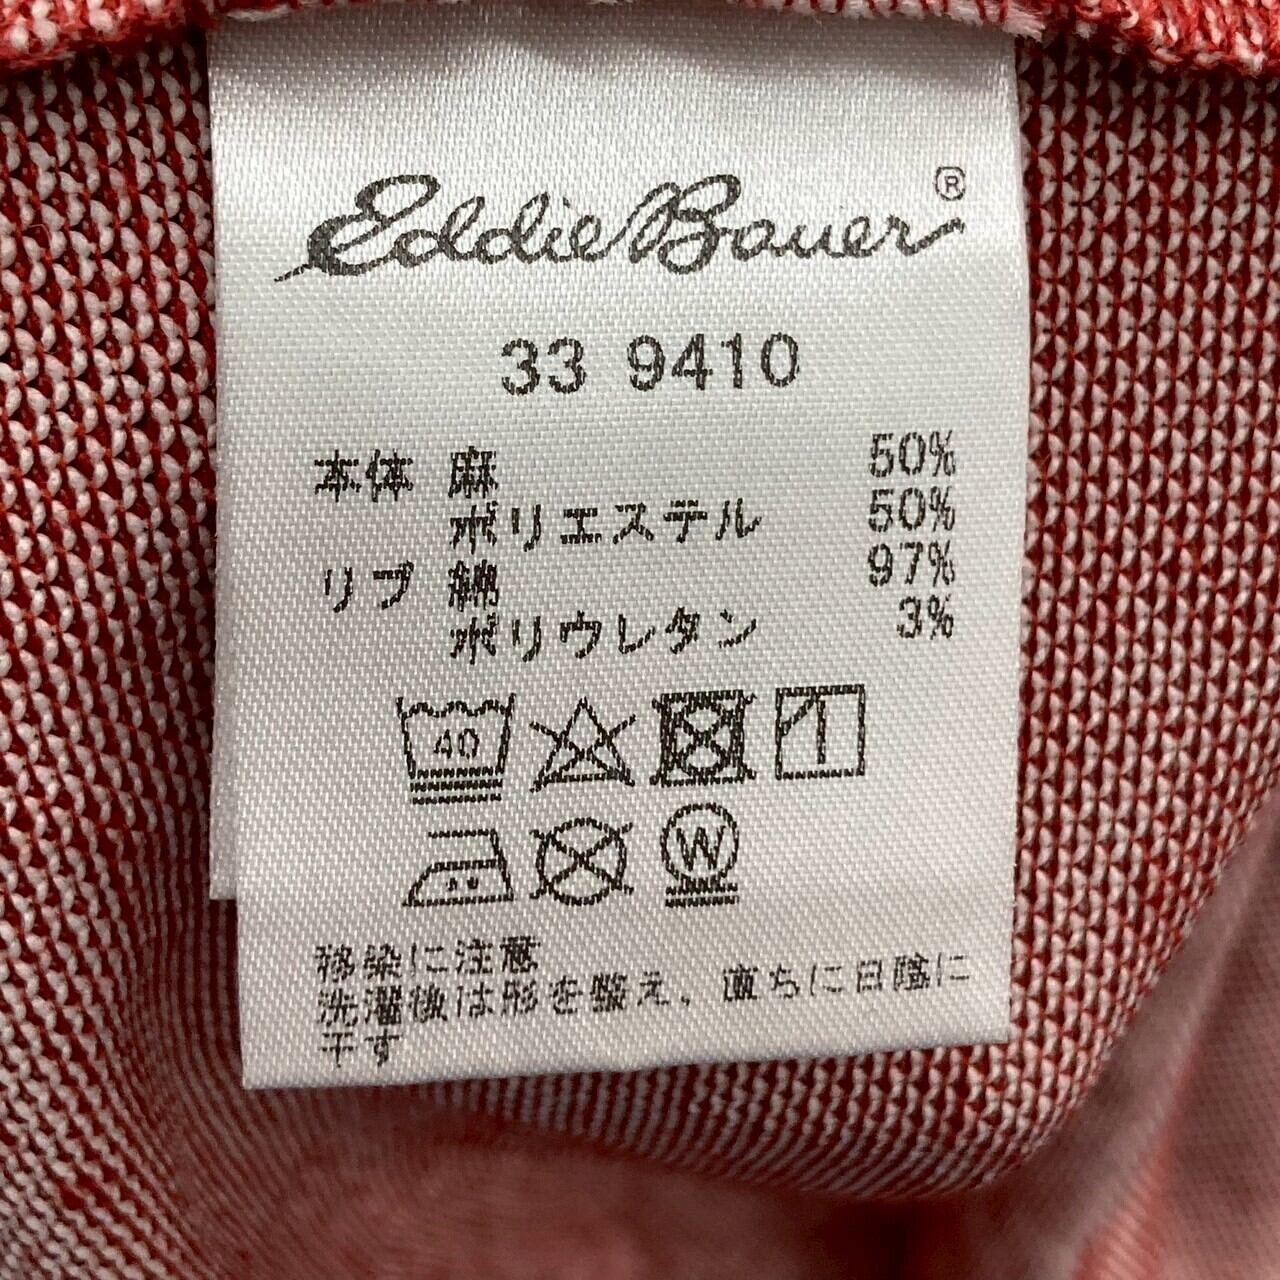 Eddie Bauer®
33 9410
本体 麻 50%
ポリエステル 50%
リブ 綿 97%
ポリウレタン 3%
40
W
移染に注意
洗濯後は形を整え、直ちに日陰に
干す